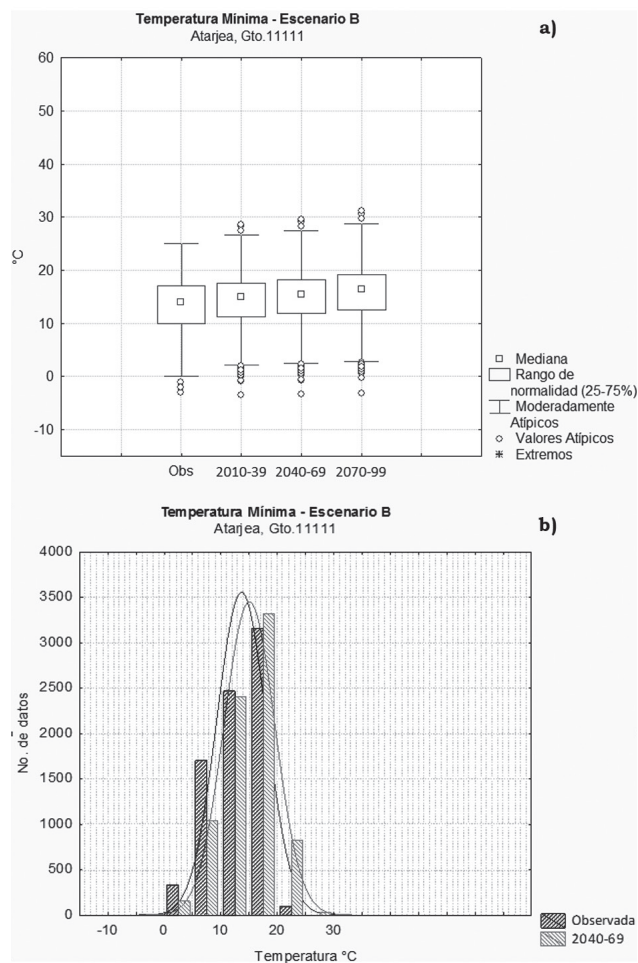 Temperatura Mínima - Escenario B
a)
Atarjea, Gto.11111
60
50
40
30
20
10
0
-10
°C
Obs 2010-39 2040-69 2070-99
Mediana
Rango de
normalidad (25-75%)
Moderadamente
Atípicos
Valores Atípicos
Extremos
Temperatura Mínima - Escenario B
b)
Atarjea, Gto.11111
4000
3500
3000
2500
2000
1500
1000
500
0
No. de datos
-10 0 10 20 30
Temperatura °C
Observada
2040-69